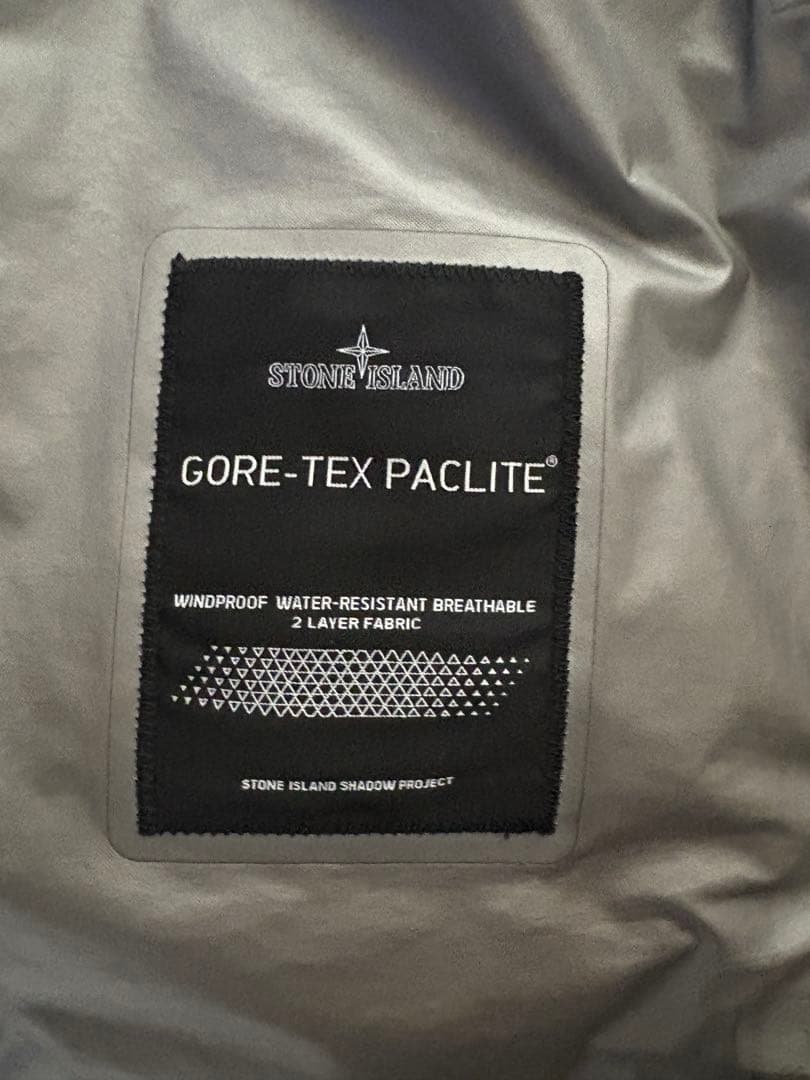 STONE ISLAND
GORE-TEX PACLITE®
WINDPROOF WATER-RESISTANT BREATHABLE
2 LAYER FABRIC
STONE ISLAND SHADOW PROJECT